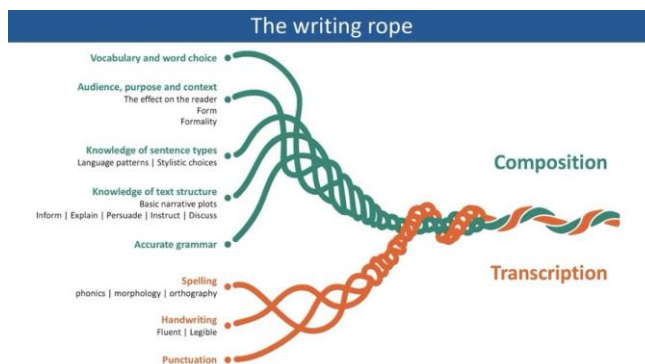 The writing rope
Vocabulary and word choice
Audience, purpose and context
The effect on the reader
Form
Formality
Knowledge of sentence types
Language patterns | Stylistic choices
Knowledge of text structure
Basic narrative plots
Inform | Explain | Persuade | Instruct | Discuss
Accurate grammar
Composition
Transcription
Spelling
phonics | morphology | orthography
Handwriting
Fluent | Legible
Punctuation